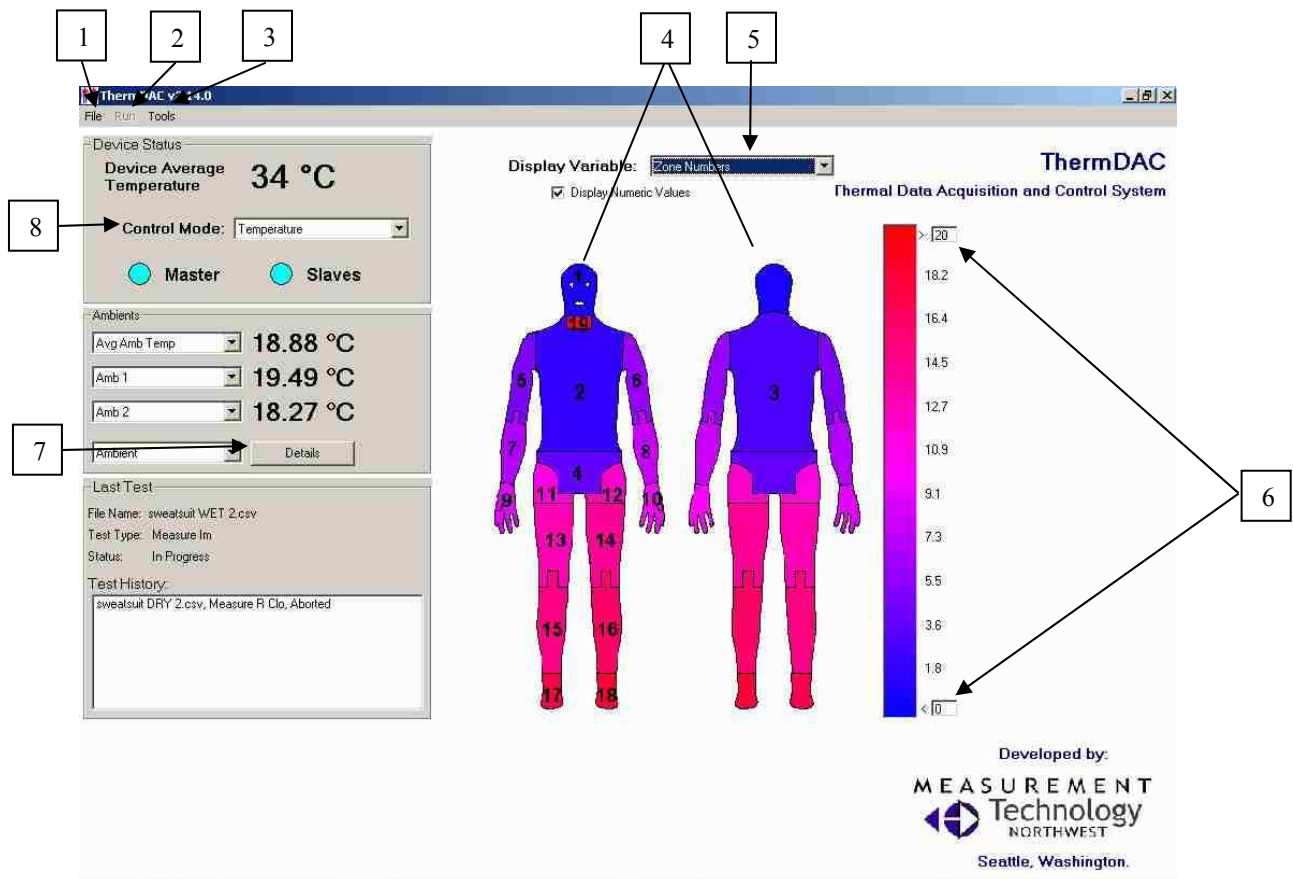 1 2 3 4 5
ThermDAC v2.14.0
File Run Tools
Device Status
Device Average Temperature 34 °C
8
Control Mode: Temperature
Master Slaves
Ambients
Avg Amb Temp 18.88 °C
Amb 1 19.49 °C
Amb 2 18.27 °C
7
Ambient Details
Last Test
File Name: sweatsuit WET 2.csv
Test Type: Measure Im
Status: In Progress
Test History:
sweatsuit DRY 2.csv, Measure R Clo, Aborted
Display Variable: Zone Numbers
Display Numeric Values
1
19
5 2 6
3
7 8
4
9 11 12 10
13 14
15 16
17 18
ThermDAC
Thermal Data Acquisition and Control System
> 20
18.2
16.4
14.5
12.7
10.9
9.1
7.3
5.5
3.6
1.8
< 0
6
Developed by:
MEASUREMENT
Technology
NORTHWEST
Seattle, Washington.